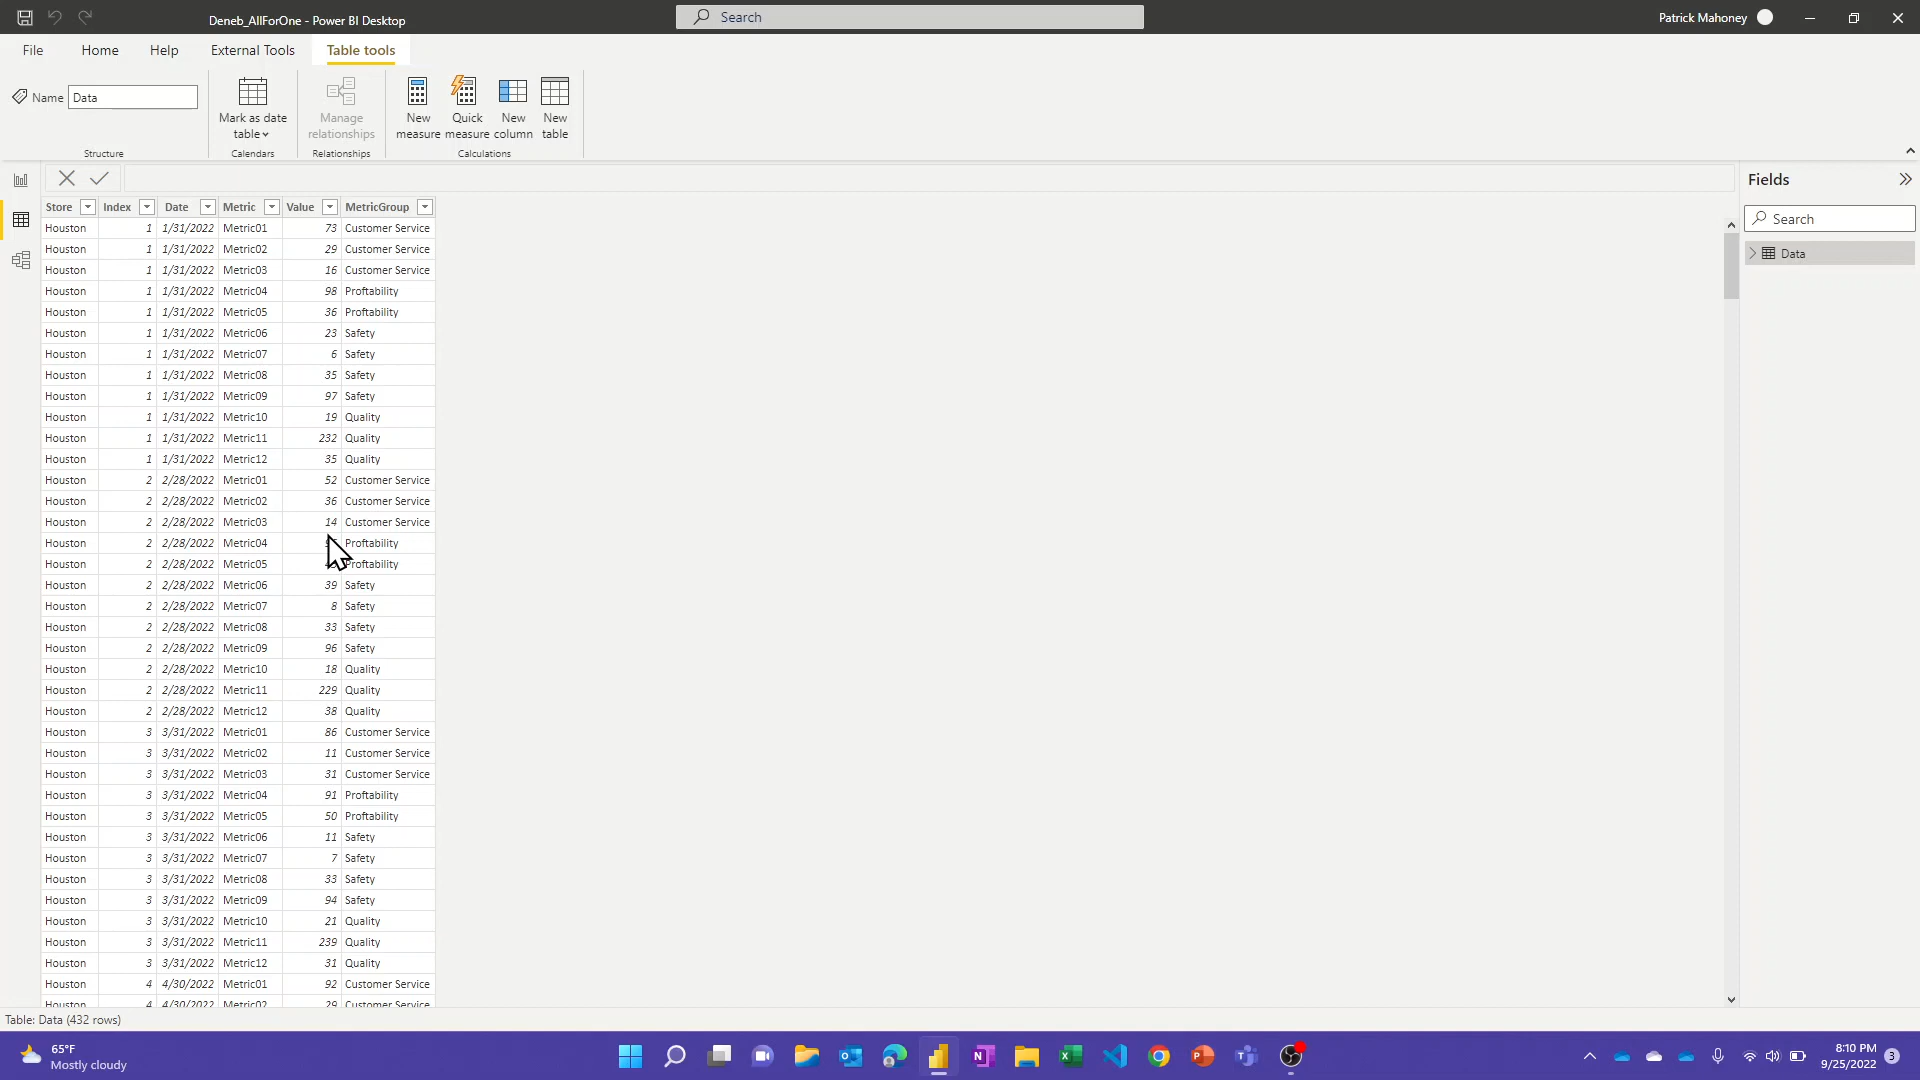 Deneb_AllForOne - Power BI Desktop
Search
Patrick Mahoney
File Home Help External Tools Table tools
Name Data
Mark as date table
Manage relationships
New measure
Quick measure
New column
New table
Structure Calendars Relationships Calculations
Fields
Search
Data
Store Index Date Metric Value MetricGroup
Houston 1 1/31/2022 Metric01 73 Customer Service
Houston 1 1/31/2022 Metric02 29 Customer Service
Houston 1 1/31/2022 Metric03 16 Customer Service
Houston 1 1/31/2022 Metric04 98 Proftability
Houston 1 1/31/2022 Metric05 36 Proftability
Houston 1 1/31/2022 Metric06 23 Safety
Houston 1 1/31/2022 Metric07 6 Safety
Houston 1 1/31/2022 Metric08 35 Safety
Houston 1 1/31/2022 Metric09 97 Safety
Houston 1 1/31/2022 Metric10 19 Quality
Houston 1 1/31/2022 Metric11 232 Quality
Houston 1 1/31/2022 Metric12 35 Quality
Houston 2 2/28/2022 Metric01 52 Customer Service
Houston 2 2/28/2022 Metric02 36 Customer Service
Houston 2 2/28/2022 Metric03 14 Customer Service
Houston 2 2/28/2022 Metric04 Proftability
Houston 2 2/28/2022 Metric05 Proftability
Houston 2 2/28/2022 Metric06 39 Safety
Houston 2 2/28/2022 Metric07 8 Safety
Houston 2 2/28/2022 Metric08 33 Safety
Houston 2 2/28/2022 Metric09 96 Safety
Houston 2 2/28/2022 Metric10 18 Quality
Houston 2 2/28/2022 Metric11 229 Quality
Houston 2 2/28/2022 Metric12 38 Quality
Houston 3 3/31/2022 Metric01 86 Customer Service
Houston 3 3/31/2022 Metric02 11 Customer Service
Houston 3 3/31/2022 Metric03 31 Customer Service
Houston 3 3/31/2022 Metric04 91 Proftability
Houston 3 3/31/2022 Metric05 50 Proftability
Houston 3 3/31/2022 Metric06 11 Safety
Houston 3 3/31/2022 Metric07 7 Safety
Houston 3 3/31/2022 Metric08 33 Safety
Houston 3 3/31/2022 Metric09 94 Safety
Houston 3 3/31/2022 Metric10 21 Quality
Houston 3 3/31/2022 Metric11 239 Quality
Houston 3 3/31/2022 Metric12 31 Quality
Houston 4 4/30/2022 Metric01 92 Customer Service
Houston 4 4/30/2022 Metric02 29 Customer Service
Table: Data (432 rows)
65°F
Mostly cloudy
8:10 PM
9/25/2022
3